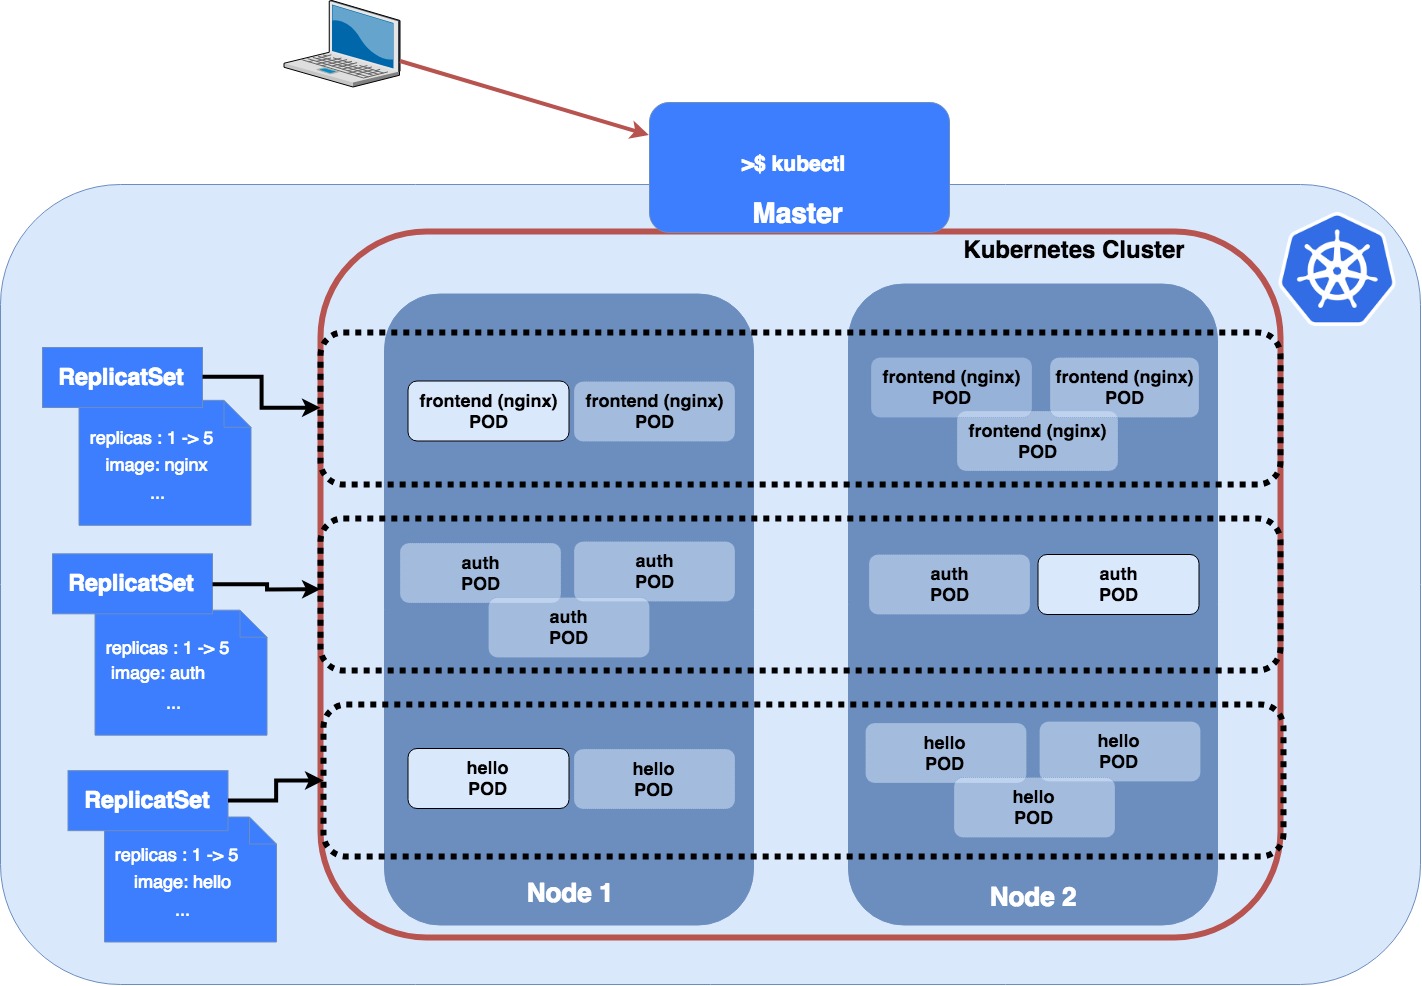 >$ kubectl
Master
Kubernetes Cluster
ReplicatSet
replicas : 1 -> 5
image: nginx
...
frontend (nginx)
POD
frontend (nginx)
POD
frontend (nginx)
POD
frontend (nginx)
POD
frontend (nginx)
POD
ReplicatSet
replicas : 1 -> 5
image: auth
...
auth
POD
auth
POD
auth
POD
auth
POD
auth
POD
ReplicatSet
replicas : 1 -> 5
image: hello
...
hello
POD
hello
POD
hello
POD
hello
POD
hello
POD
Node 1
Node 2